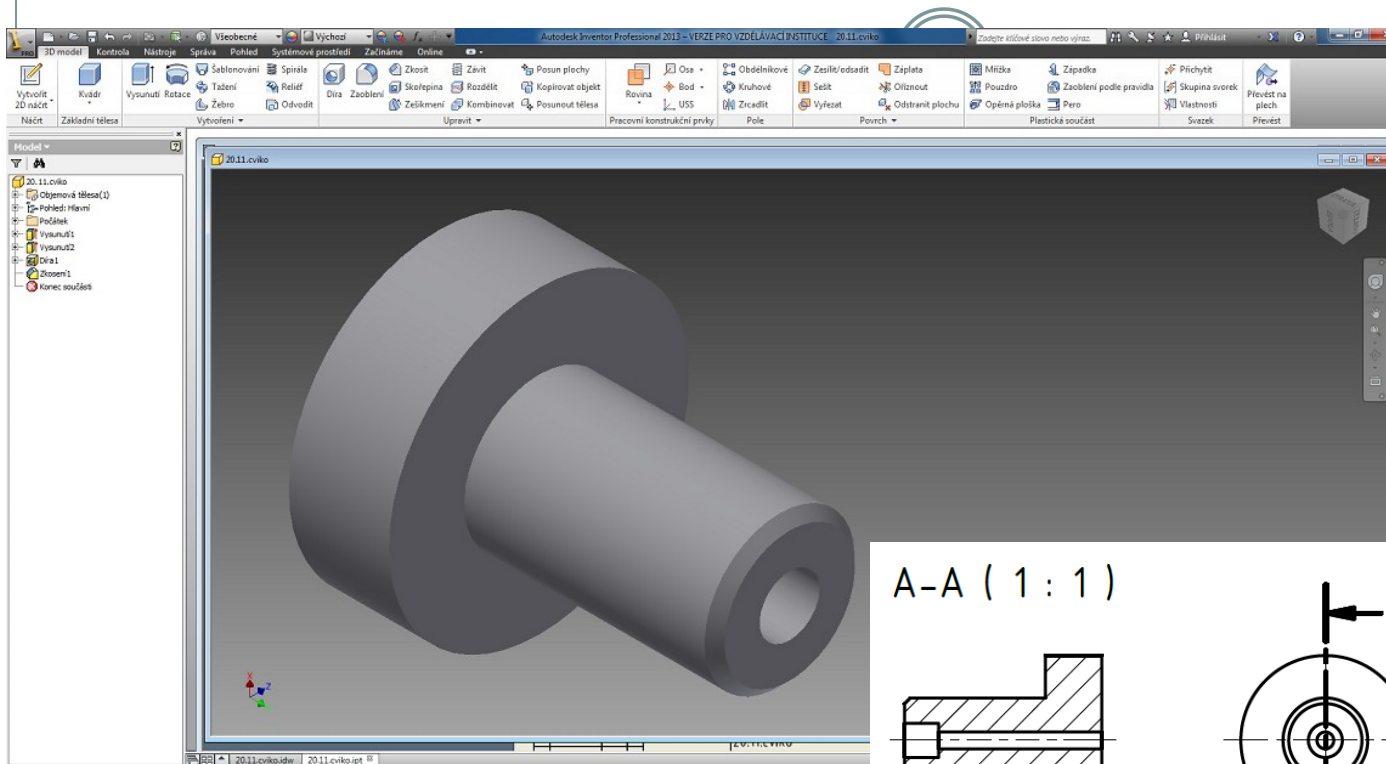 Všeobecné Výchozí Autodesk Inventor Professional 2013 – VERZE PRO VZDĚLÁVACÍ INSTITUCE 20.11.cviko Zadejte klíčové slovo nebo výraz. Přihlásit
PRO 3D model Kontrola Nástroje Správa Pohled Systémové prostředí Začínáme Online
Vytvořit 2D náčrt Kvádr Vysunutí Rotace
Šablonování Spirála
Tažení Reliéf
Žebro Odvodit
Díra Zaoblení
Zkosit Závit Posun plochy
Skořepina Rozdělit Kopírovat objekt
Zešikmení Kombinovat Posunout tělesa
Rovina
Osa
Bod
USS
Obdélníkové
Kruhové
Zrcadlit
Zesílit/odsadit Záplata
Sešít Oříznout
Vyřezat Odstranit plochu
Mřížka Západka
Pouzdro Zaoblení podle pravidla
Opěrná ploška Pero
Přichytit
Skupina svorek
Vlastnosti
Převést na plech
Náčrt Základní tělesa Vytvoření Upravit Pracovní konstrukční prvky Pole Povrch Plastická součást Svazek Převést
Model
20.11.cviko
Objemová tělesa(1)
Pohled: Hlavní
Počátek
Vysunutí1
Vysunutí2
Díra1
Zkosení1
Konec součásti
20.11.cviko
X
Z
A-A ( 1 : 1 )
20.11.CVIKO
20.11.cviko.idw 20.11.cviko.ipt